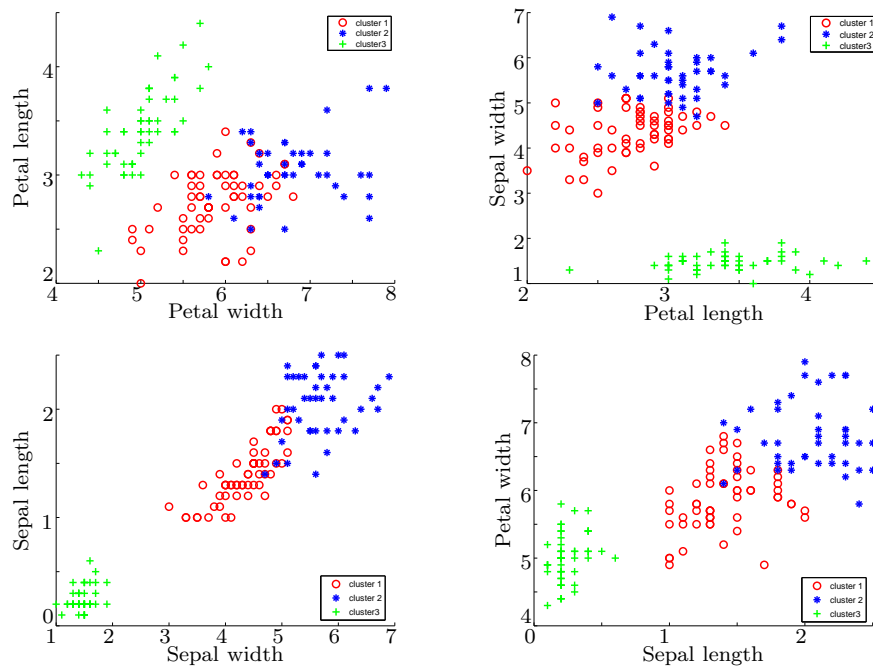 cluster 1
cluster 2
cluster3
4
3
2
4 5 6 7 8
Petal length
Petal width
cluster 1
cluster 2
cluster3
7
6
5
4
3
2
1
2 3 4
Sepal width
Petal length
cluster 1
cluster 2
cluster3
2
1
0
1 2 3 4 5 6 7
Sepal length
Sepal width
cluster 1
cluster 2
cluster3
8
7
6
5
4
0 1 2
Petal width
Sepal length